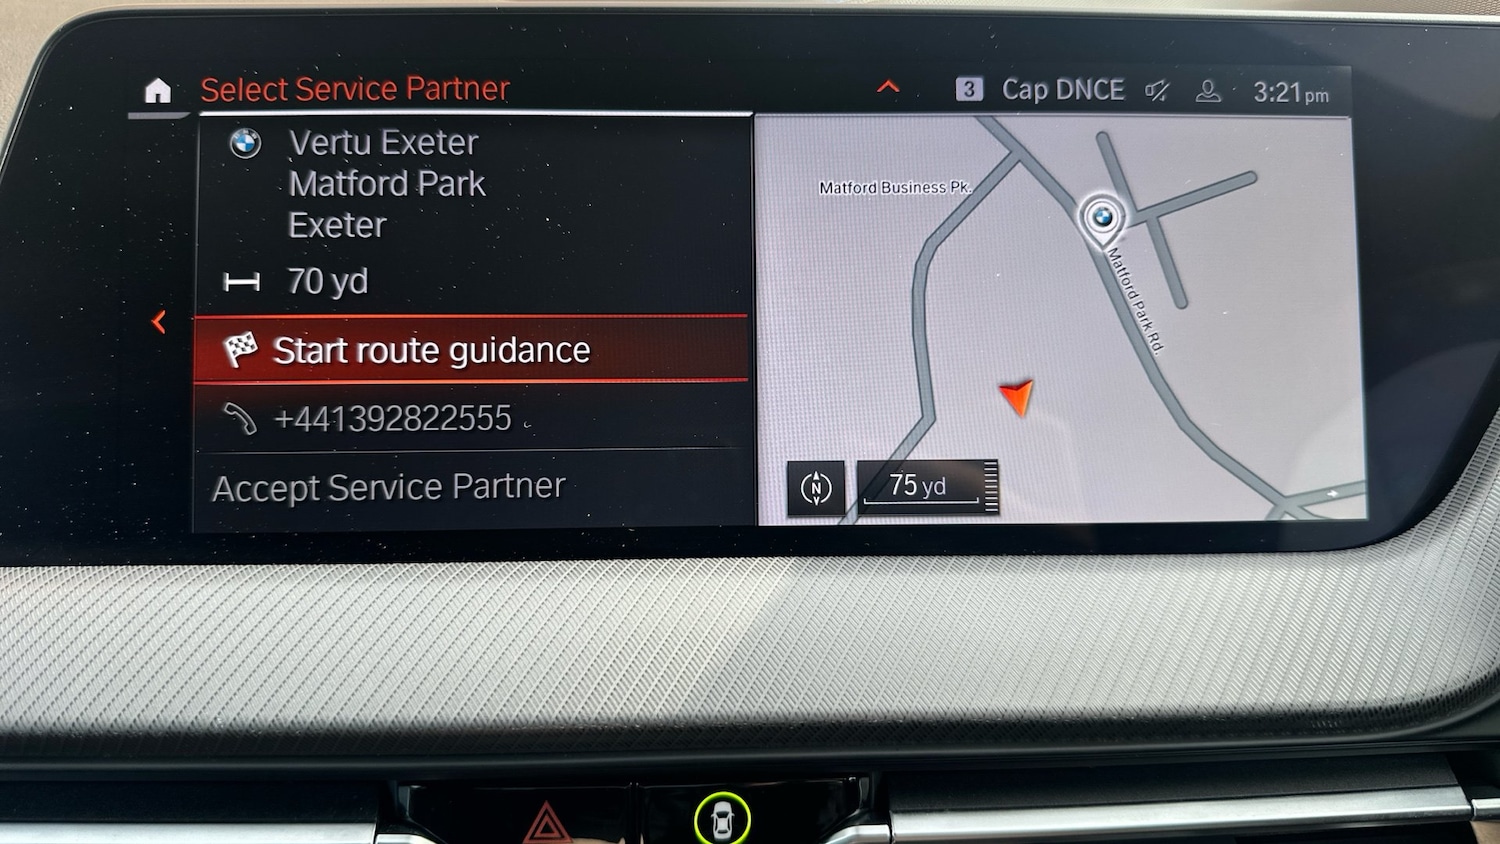 Select Service Partner
3 Cap DNCE 3:21pm
Vertu Exeter
Matford Park
Exeter
70 yd
Start route guidance
+441392822555
Accept Service Partner
Matford Business Pk.
Matford Park Rd.
N
75 yd